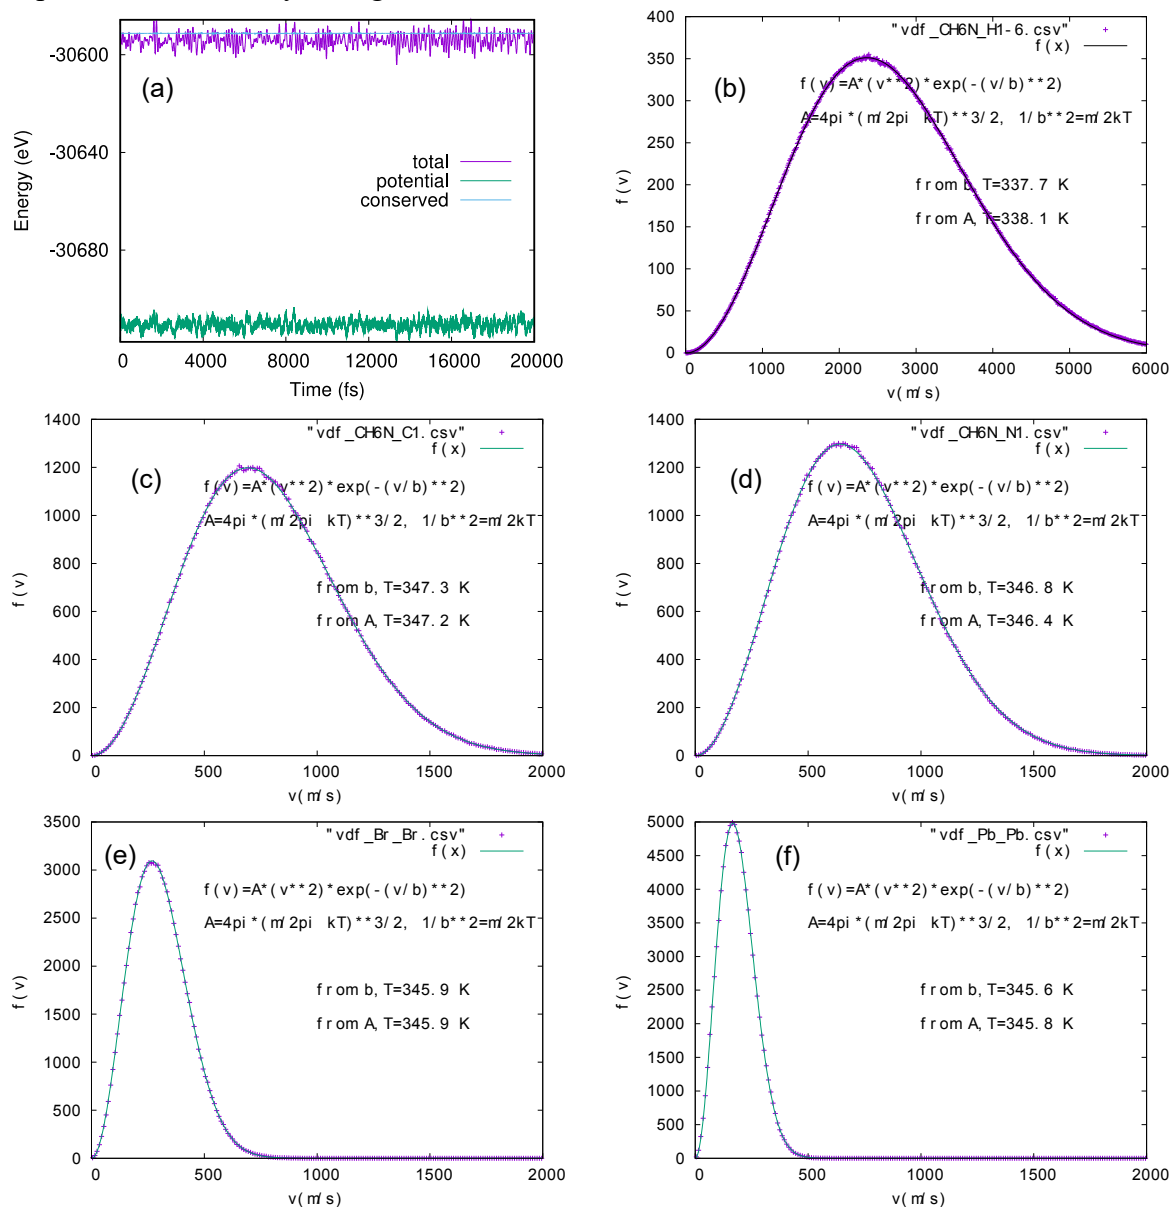 (a)
-30600
-30640
-30680
Energy (eV)
total
potential
conserved
0 4000 8000 12000 16000 20000
Time (fs)
(b)
"vdf_CH6N_H1-6.csv"
f(x)
f(v)=A*(v**2)*exp(-(v/b)**2)
A=4pi*(m/2pi kT)**3/2, 1/b**2=m/2kT
from b, T=337.7 K
from A, T=338.1 K
400
350
300
250
200
150
100
50
0
f(v)
0 1000 2000 3000 4000 5000 6000
v(m/s)
(c)
"vdf_CH6N_C1.csv"
f(x)
f(v)=A*(v**2)*exp(-(v/b)**2)
A=4pi*(m/2pi kT)**3/2, 1/b**2=m/2kT
from b, T=347.3 K
from A, T=347.2 K
1400
1200
1000
800
600
400
200
0
f(v)
0 500 1000 1500 2000
v(m/s)
(d)
"vdf_CH6N_N1.csv"
f(x)
f(v)=A*(v**2)*exp(-(v/b)**2)
A=4pi*(m/2pi kT)**3/2, 1/b**2=m/2kT
from b, T=346.8 K
from A, T=346.4 K
1400
1200
1000
800
600
400
200
0
f(v)
0 500 1000 1500 2000
v(m/s)
(e)
"vdf_Br_Br.csv"
f(x)
f(v)=A*(v**2)*exp(-(v/b)**2)
A=4pi*(m/2pi kT)**3/2, 1/b**2=m/2kT
from b, T=345.9 K
from A, T=345.9 K
3500
3000
2500
2000
1500
1000
500
0
f(v)
0 500 1000 1500 2000
v(m/s)
(f)
"vdf_Pb_Pb.csv"
f(x)
f(v)=A*(v**2)*exp(-(v/b)**2)
A=4pi*(m/2pi kT)**3/2, 1/b**2=m/2kT
from b, T=345.6 K
from A, T=345.8 K
5000
4500
4000
3500
3000
2500
2000
1500
1000
500
0
f(v)
0 500 1000 1500 2000
v(m/s)